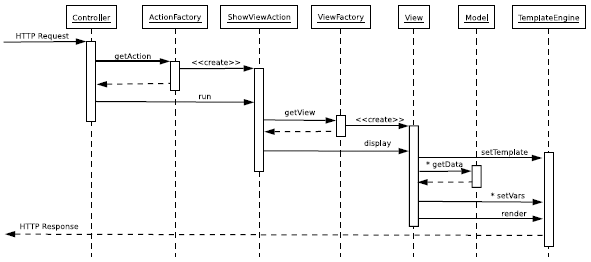 Controller
ActionFactory
ShowViewAction
ViewFactory
View
Model
TemplateEngine
HTTP Request
getAction
<<create>>
run
getView
<<create>>
display
setTemplate
* getData
* setVars
render
HTTP Response